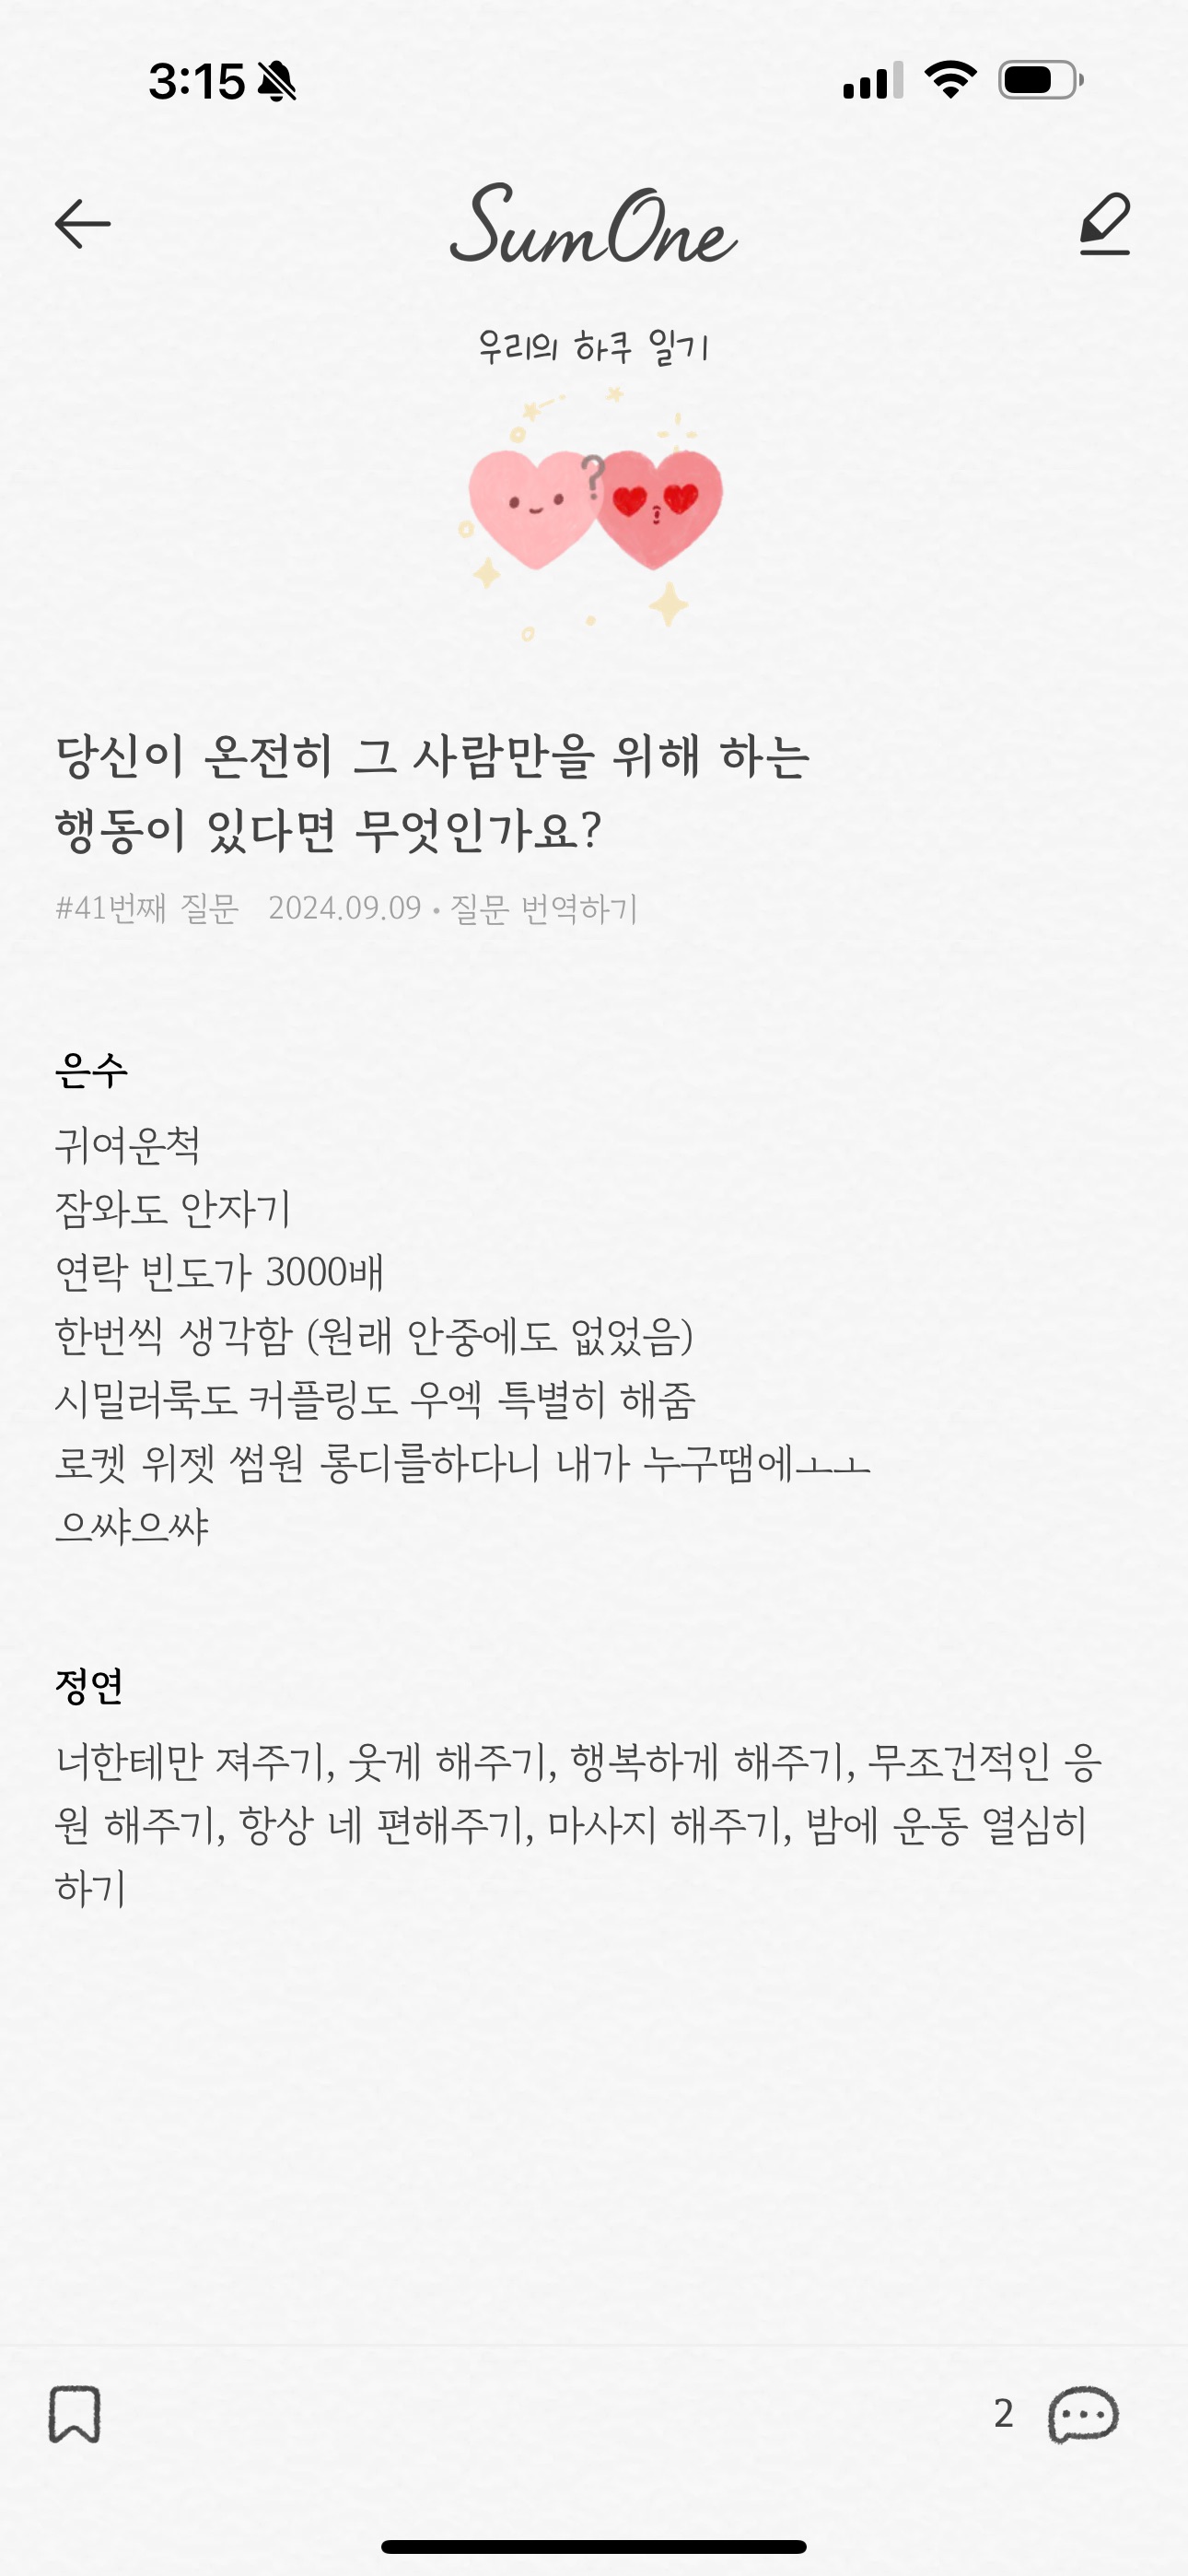 3:15
SumOne
우리의 하쿠 일기
?
당신이 온전히 그 사람만을 위해 하는
행동이 있다면 무엇인가요?
#41번째 질문 2024.09.09 • 질문 번역하기
은수
귀여운척
잠와도 안자기
연락 빈도가 3000배
한번씩 생각함 (원래 안중에도 없었음)
시밀러룩도 커플링도 우엑 특별히 해줌
로켓 위젯 썸원 롱디를하다니 내가 누구땜에ㅗㅗ
으쌰으쌰
정연
너한테만 져주기, 웃게 해주기, 행복하게 해주기, 무조건적인 응
원 해주기, 항상 네 편해주기, 마사지 해주기, 밤에 운동 열심히
하기
2